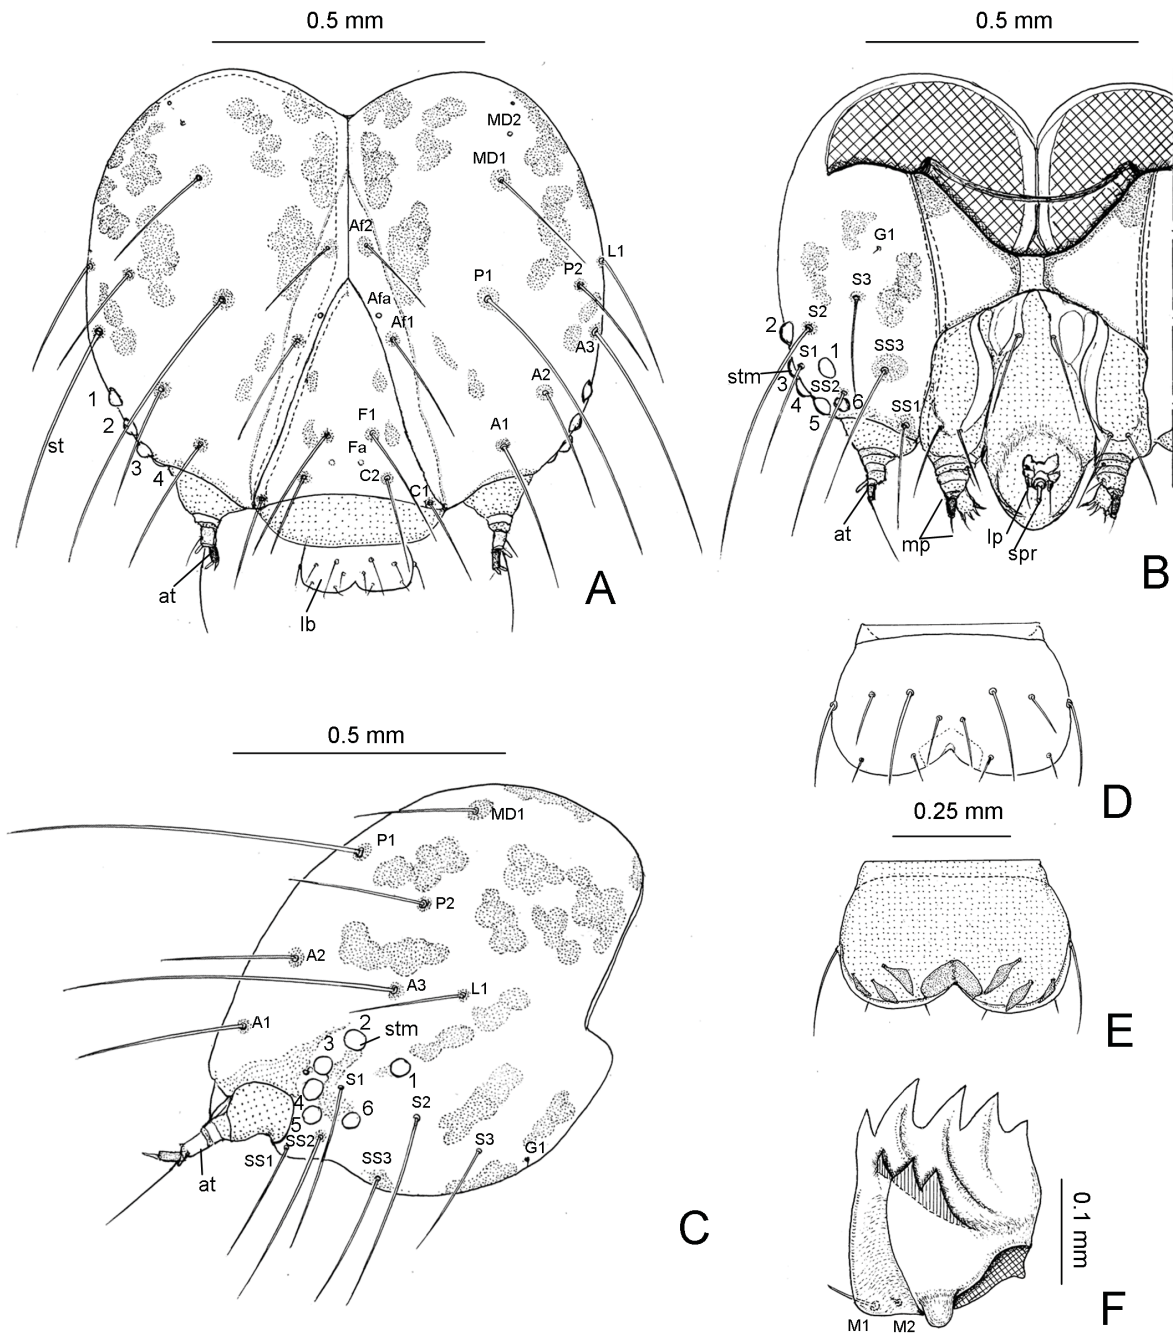 0.5 mm
MD2
MD1
Af2
L1
P1
P2
Afa
Af1
A3
A2
1
2
3
4
st
F1
A1
Fa
C2
C1
at
lb
A
0.5 mm
G1
S3
2
S2
S1
1
SS3
stm
3
SS2
4
6
5
SS1
at
mp
lp
spr
B
D
0.5 mm
MD1
P1
P2
A2
A3
L1
A1
2
stm
3
1
S1
4
6
S2
5
SS2
S3
SS1
SS3
G1
at
C
0.25 mm
E
0.1 mm
M1
M2
F